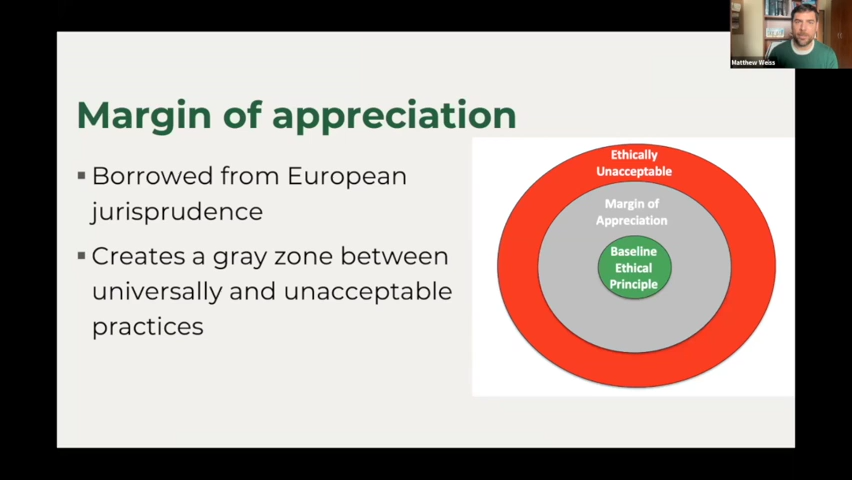 Matthew Weiss
Margin of appreciation
▪ Borrowed from European
jurisprudence
▪ Creates a gray zone between
universally and unacceptable
practices
Ethically
Unacceptable
Margin of
Appreciation
Baseline
Ethical
Principle